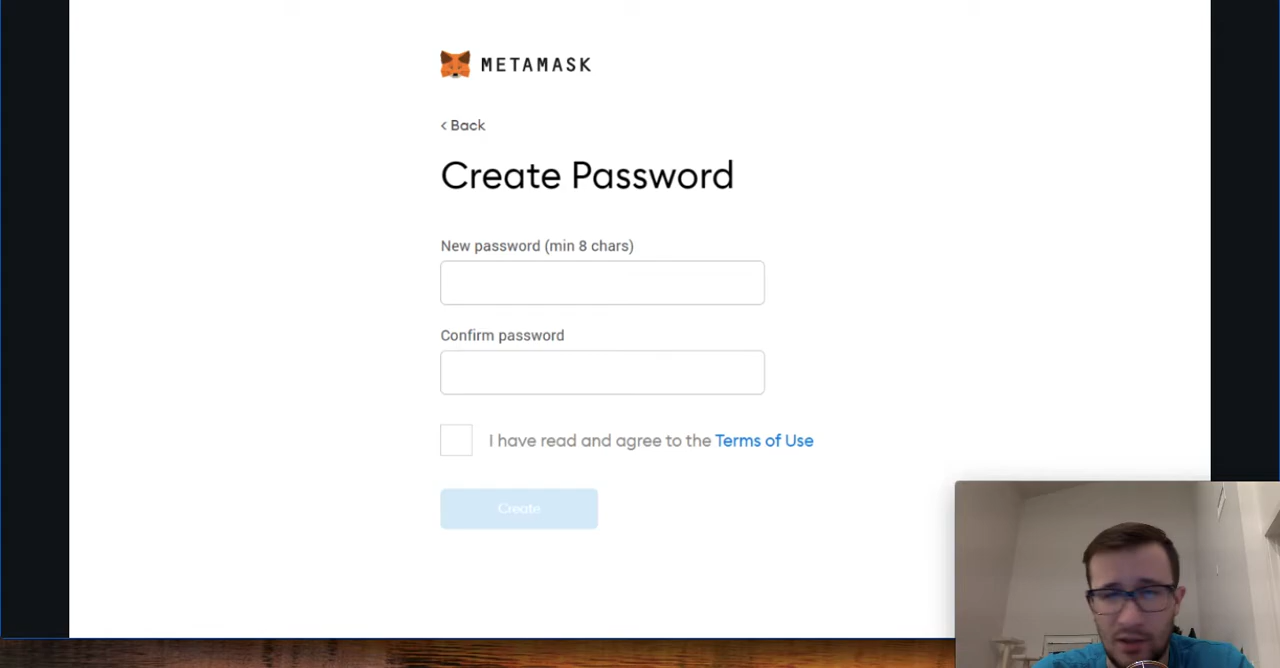 METAMASK
< Back
Create Password
New password (min 8 chars)
Confirm password
I have read and agree to the Terms of Use
Create